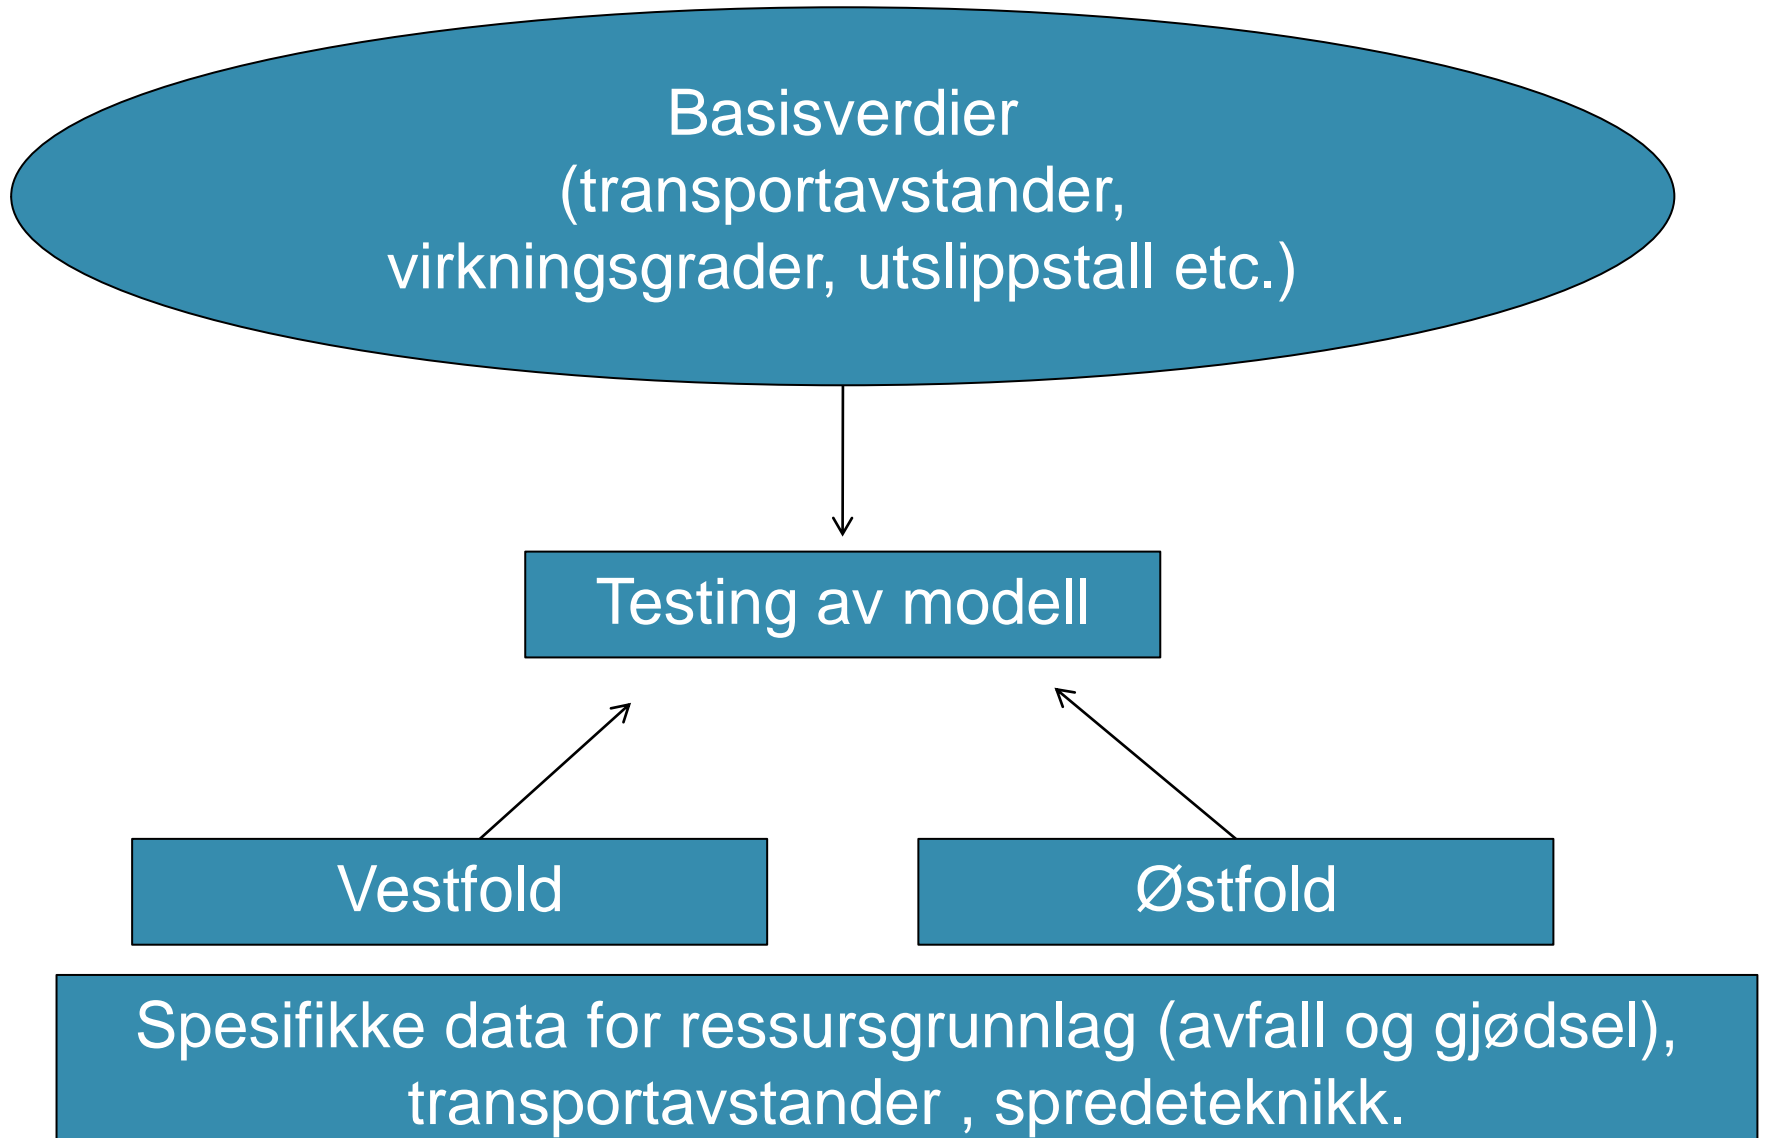 Basisverdier
(transportavstander,
virkningsgrader, utslippstall etc.)
Testing av modell
Vestfold
Østfold
Spesifikke data for ressursgrunnlag (avfall og gjødsel),
transportavstander , spredeteknikk.